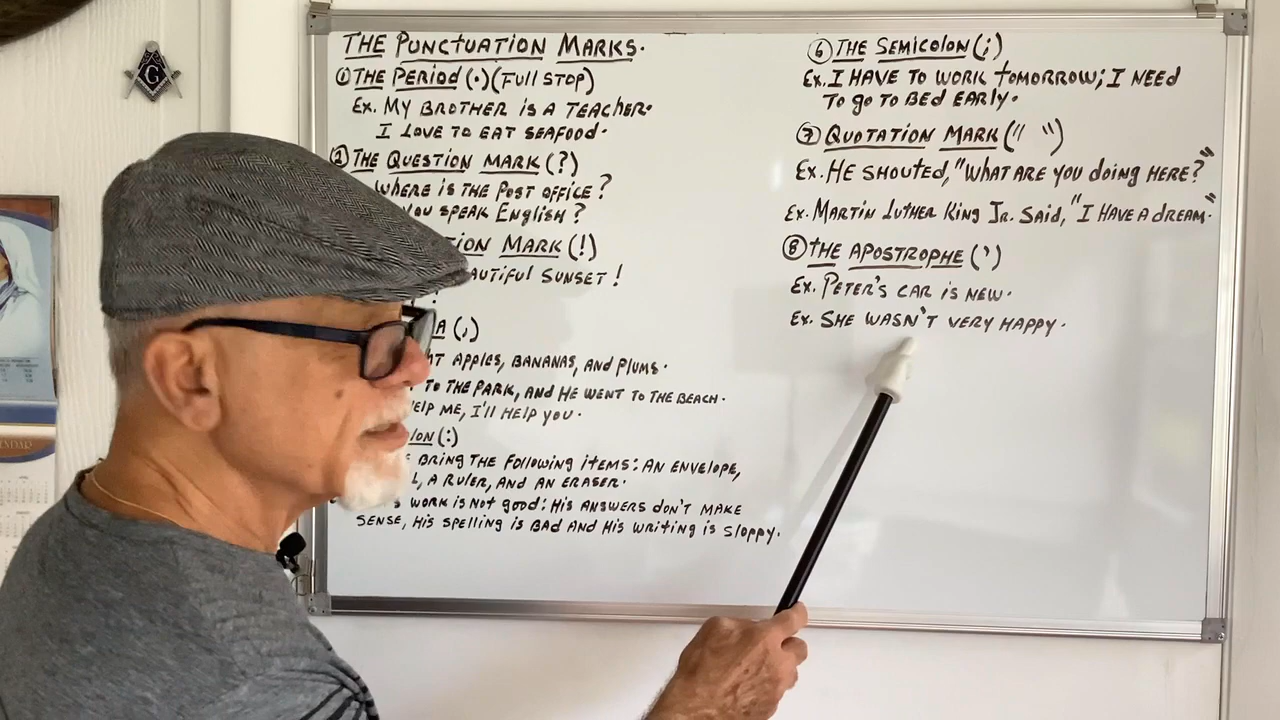 THE PUNCTUATION MARKS.
① THE PERIOD (.) (FULL STOP)
Ex. MY BROTHER IS A TEACHER.
I LOVE TO EAT SEAFOOD.
② THE QUESTION MARK (?)
WHERE IS THE POST OFFICE?
YOU SPEAK ENGLISH?
MARK (!)
SUNSET!
(,)
APPLES, BANANAS, AND PLUMS.
TO THE PARK, AND HE WENT TO THE BEACH.
HELP ME, I'LL HELP YOU.
(:)
BRING THE FOLLOWING ITEMS: AN ENVELOPE,
A RULER, AND AN ERASER.
WORK IS NOT GOOD: HIS ANSWERS DON'T MAKE
SENSE, HIS SPELLING IS BAD AND HIS WRITING IS SLOPPY.
⑥ THE SEMICOLON (;)
Ex. I HAVE TO WORK TOMORROW; I NEED
TO GO TO BED EARLY.
⑦ QUOTATION MARK (" ")
Ex. HE SHOUTED, "WHAT ARE YOU DOING HERE?"
Ex. MARTIN LUTHER KING JR. SAID, "I HAVE A DREAM."
⑧ THE APOSTROPHE (')
Ex. PETER'S CAR IS NEW.
Ex. SHE WASN'T VERY HAPPY.
G